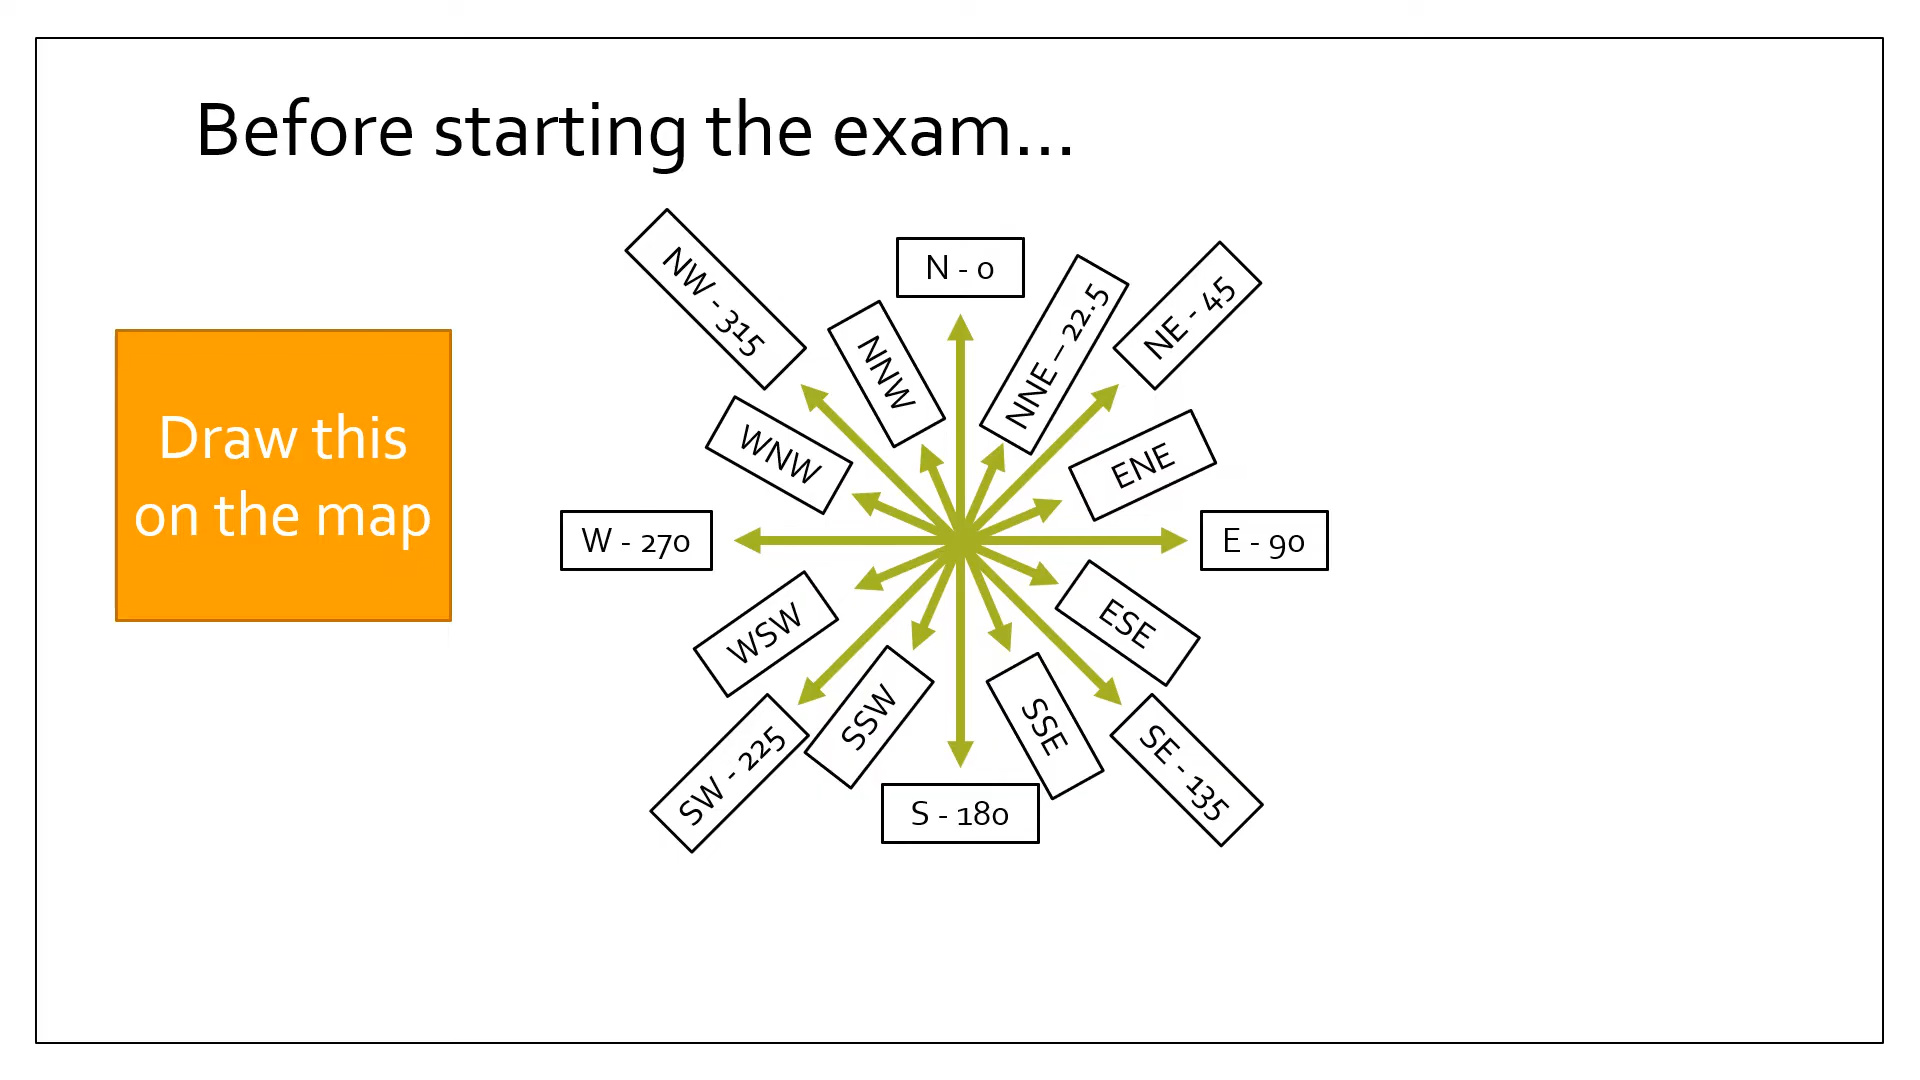 Before starting the exam...
Draw this
on the map
N - 0
NNE – 22.5
NE - 45
ENE
E - 90
ESE
SE - 135
SSE
S - 180
SSW
SW - 225
WSW
W - 270
WNW
NW - 315
NNW